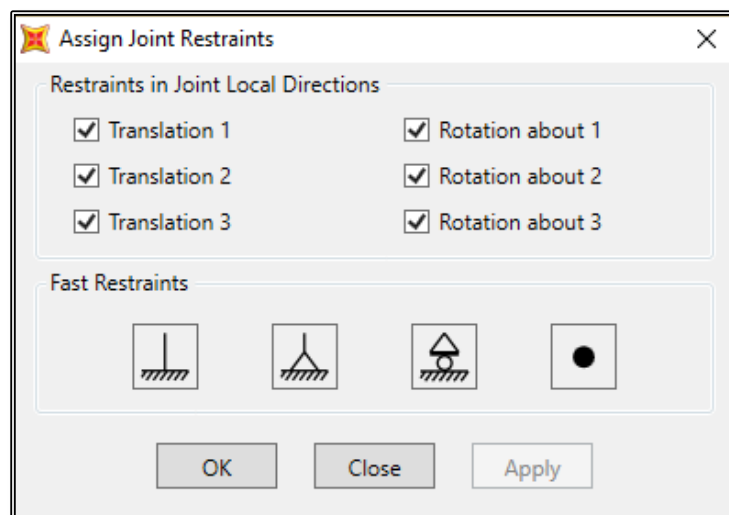 Assign Joint Restraints
Restraints in Joint Local Directions
Translation 1
Rotation about 1
Translation 2
Rotation about 2
Translation 3
Rotation about 3
Fast Restraints
OK
Close
Apply